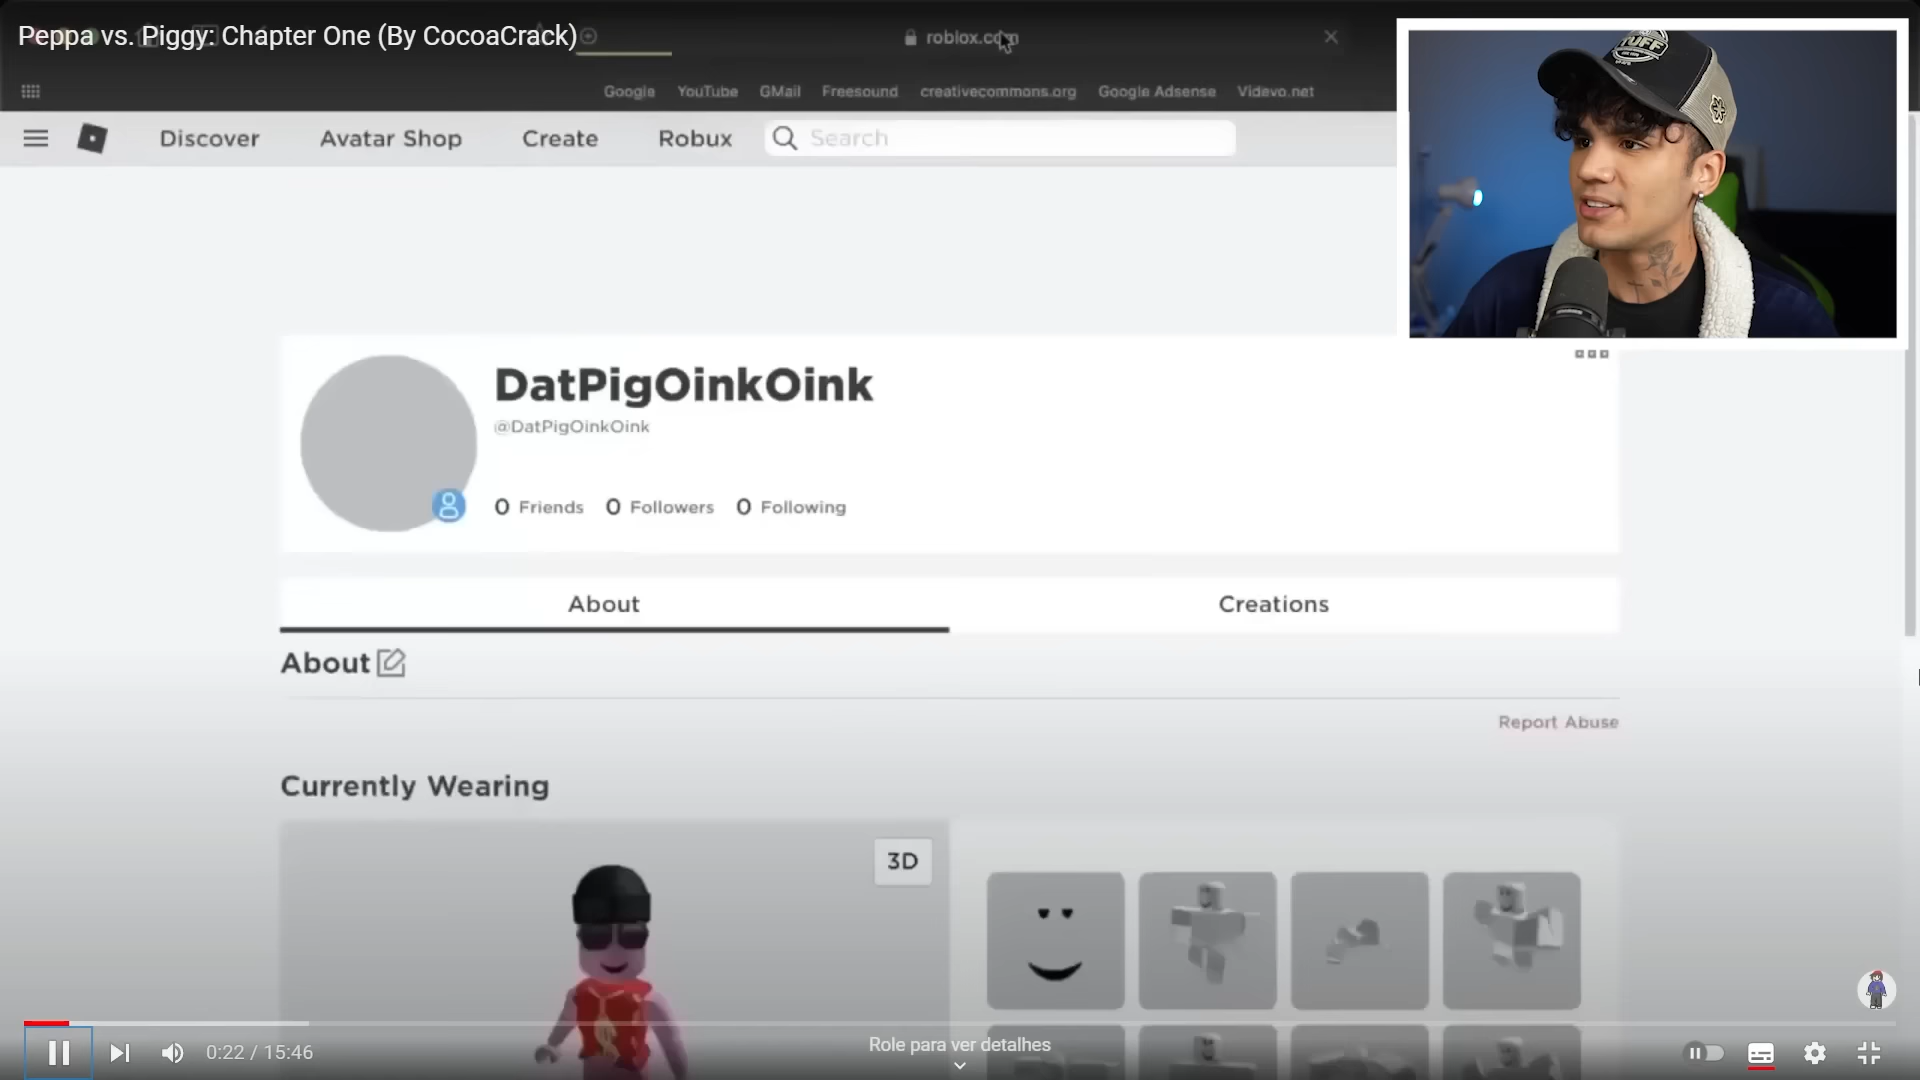 Peppa vs. Piggy: Chapter One (By CocoaCrack)
roblox.com
Google YouTube GMail Freesound creativecommons.org Google Adsense Videvo.net
Discover Avatar Shop Create Robux Search
TUFF
DatPigOinkOink
@DatPigOinkOink
0 Friends 0 Followers 0 Following
About Creations
About
Report Abuse
Currently Wearing
3D
$
0:22 / 15:46
Role para ver detalhes